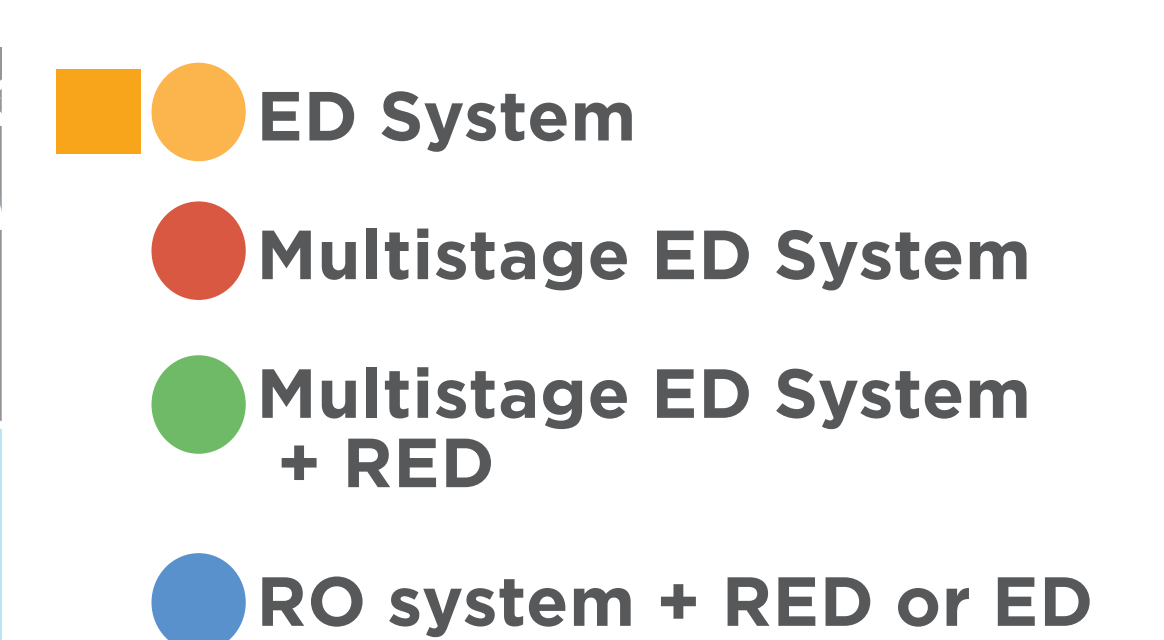 ED System
Multistage ED System
Multistage ED System
+ RED
RO system + RED or ED